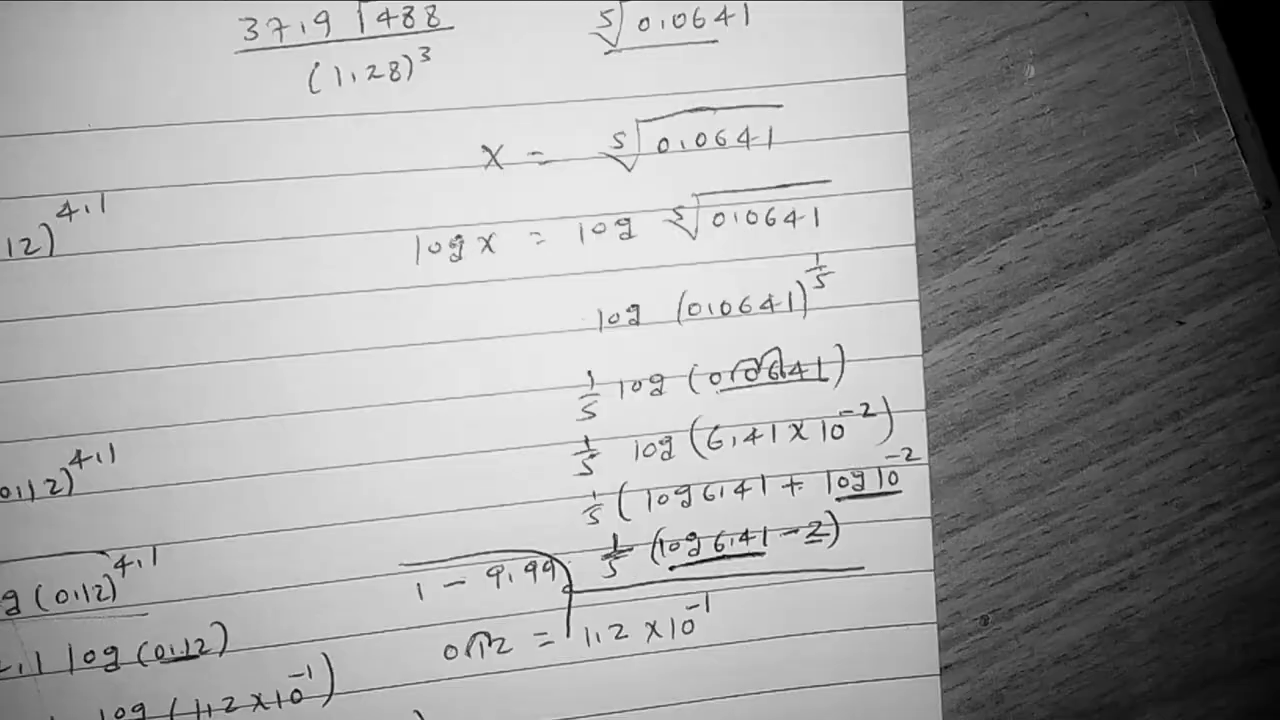 37.9 √488
(1.28)³
⁵√0.0641
x = ⁵√0.0641
12)^4.1
log x = log ⁵√0.0641
log (0.0641)^1/5
1/5 log (0.0641)
1/5 log (6.41 x 10^-2)
0.12)^4.1
1/5 (log 6.41 + log 10^-2
1/5 (log 6.41 - 2)
1 - 9.99
g (0.12)^4.1
0.12 = 1.2 x 10^-1
.1 log (0.12)
log (1.2 x 10^-1)